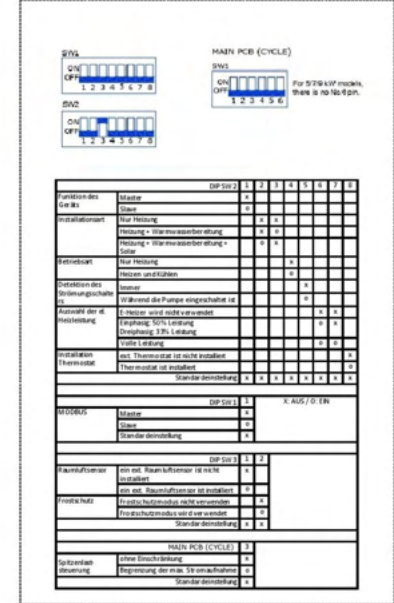 SW1
ON
OFF
1 2 3 4 5 6 7 8
SW2
ON
OFF
1 2 3 4 5 6 7 8
MAIN PCB (CYCLE)
SW1
ON
OFF
1 2 3 4 5 6
For 5/7/9 kW models,
there is no No.6 pin.
DIP SW 2 1 2 3 4 5 6 7 8
Funktion des Geräts
Master x
Slave o
Installationsart
Nur Heizung x x
Heizung + Warmwasserbereitung x o
Heizung + Warmwasserbereitung + Solar o x
Betriebsart
Nur Heizung x
Heizen und Kühlen o
Detektion des Strömungsschalters
Immer x
Während die Pumpe eingeschaltet ist o
Auswahl der el. Heizleistung
E-Heizer wird nicht verwendet x x
Einphasig: 50% Leistung
Dreiphasig: 33% Leistung o x
Volle Leistung o o
Installation Thermostat
ext. Thermostat ist nicht installiert x
Thermostat ist installiert o
Standardeinstellung x x x x x x x x
DIP SW 1 1 X: AUS / O: EIN
MODBUS
Master x
Slave o
Standardeinstellung x
DIP SW 3 1 2
Raumluftsensor
ein ext. Raumluftsensor ist nicht installiert x
ein ext. Raumluftsensor ist installiert o
Frostschutz
Frostschutzmodus nicht verwenden x
Frostschutzmodus wird verwendet o
Standardeinstellung x x
MAIN PCB (CYCLE) 3
Spitzenlast-
steuerung
ohne Einschränkung x
Begrenzung der max. Stromaufnahme o
Standardeinstellung x